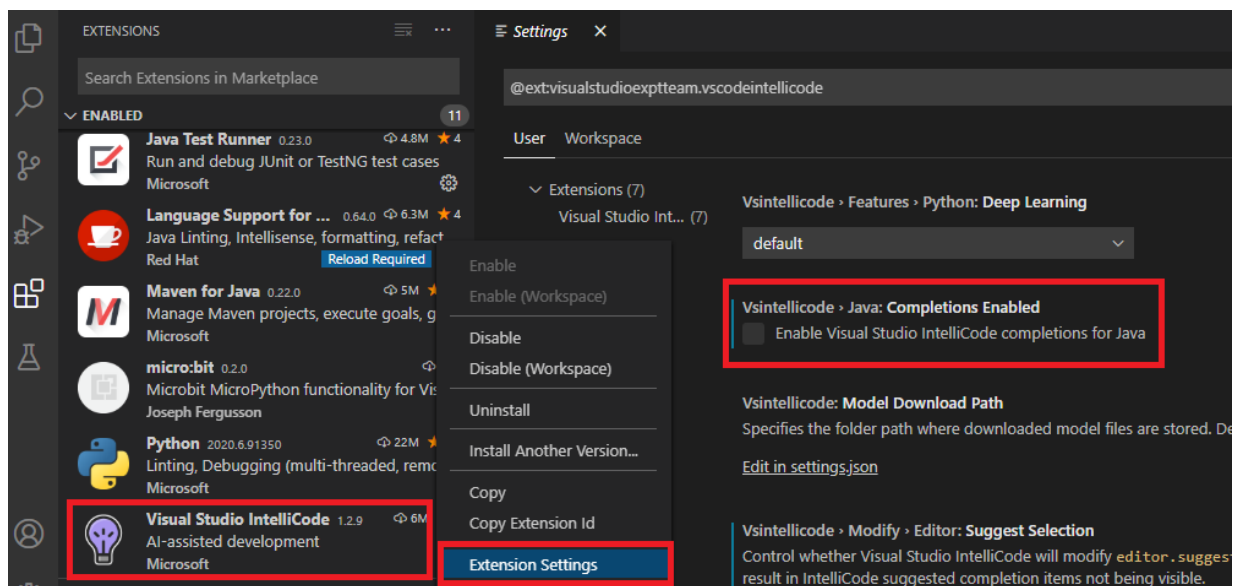 EXTENSIONS
Search Extensions in Marketplace
ENABLED 11
Java Test Runner 0.23.0 4.8M 4
Run and debug JUnit or TestNG test cases
Microsoft
Language Support for ... 0.64.0 6.3M 4
Java Linting, Intellisense, formatting, refact
Red Hat Reload Required
Maven for Java 0.22.0 5M
Manage Maven projects, execute goals, g
Microsoft
micro:bit 0.2.0
Microbit MicroPython functionality for Vis
Joseph Fergusson
Python 2020.6.91350 22M
Linting, Debugging (multi-threaded, remo
Microsoft
Visual Studio IntelliCode 1.2.9 6M
AI-assisted development
Microsoft
Enable
Enable (Workspace)
Disable
Disable (Workspace)
Uninstall
Install Another Version...
Copy
Copy Extension Id
Extension Settings
Settings
@ext:visualstudioexptteam.vscodeintellicode
User Workspace
Extensions (7)
Visual Studio Int... (7)
Vsintellicode › Features › Python: Deep Learning
default
Vsintellicode › Java: Completions Enabled
Enable Visual Studio IntelliCode completions for Java
Vsintellicode: Model Download Path
Specifies the folder path where downloaded model files are stored. De
Edit in settings.json
Vsintellicode › Modify › Editor: Suggest Selection
Control whether Visual Studio IntelliCode will modify editor.sugges
result in IntelliCode suggested completion items not being visible.